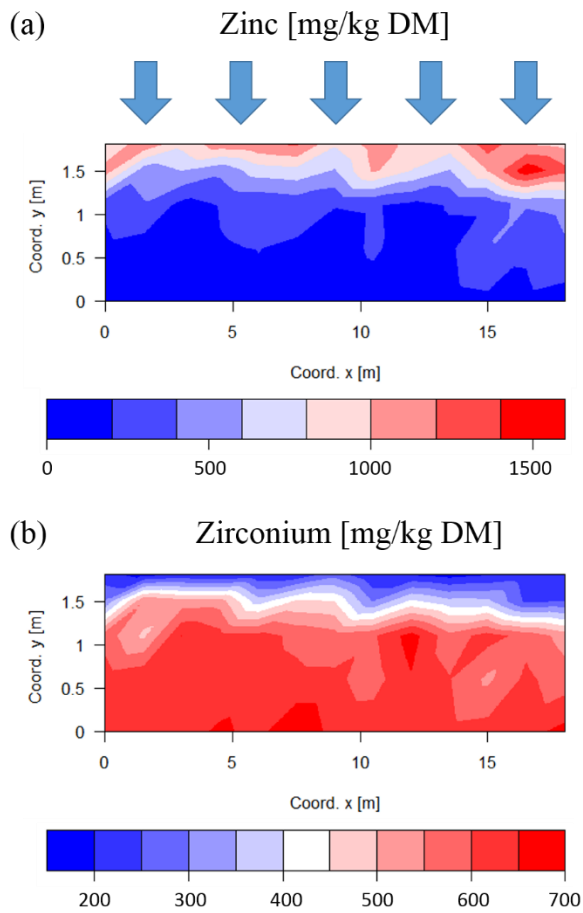 (a) Zinc [mg/kg DM]
1.5
1
0.5
0
Coord. y [m]
0 5 10 15
Coord. x [m]
0 500 1000 1500
(b) Zirconium [mg/kg DM]
1.5
1
0.5
0
Coord. y [m]
0 5 10 15
Coord. x [m]
200 300 400 500 600 700